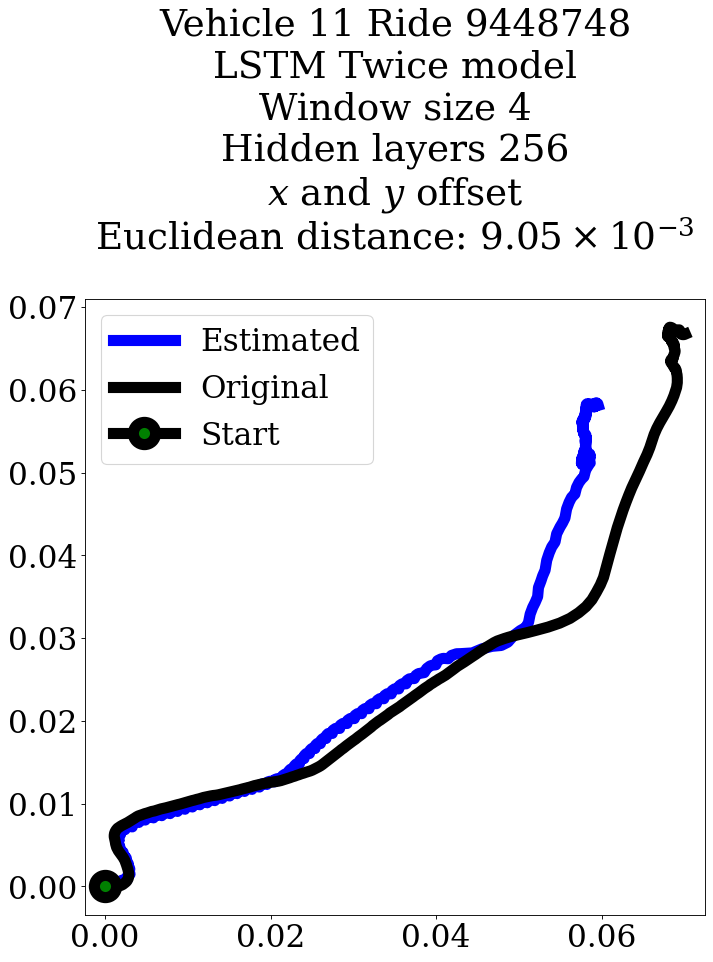 Vehicle 11 Ride 9448748
LSTM Twice model
Window size 4
Hidden layers 256
x and y offset
Euclidean distance: 9.05 × 10⁻³
0.07
0.06
0.05
0.04
0.03
0.02
0.01
0.00
Estimated
Original
Start
0.00 0.02 0.04 0.06